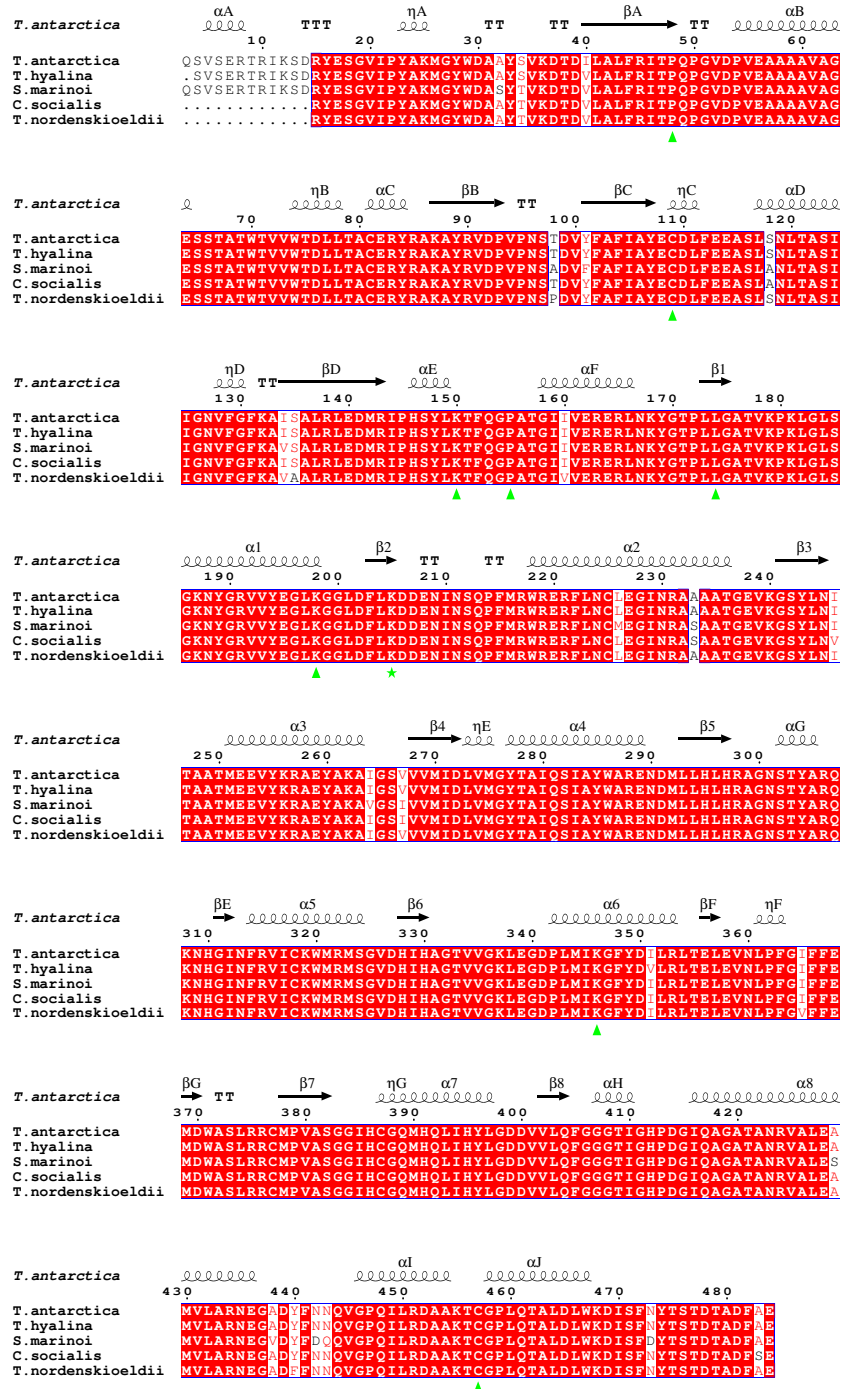 αA ηA βA αB
T.antarctica TTT TT TT TT
10 20 30 40 50 60
T.antarctica QSVSERTRIKSDRYESGVIPYAKMGYWDAAYSVKDTDILALFRITPQPGVDPVEAAAAVAG
T.hyalina .SVSERTRIKSDRYESGVIPYAKMGYWDAAYSVKDTDVLALFRITPQPGVDPVEAAAAVAG
S.marinoi QSVSERTRIKSDRYESGVIPYAKMGYWDASYTVKDTDVLALFRITPQPGVDPVEAAAAVAG
C.socialis ............RYESGVIPYAKMGYWDAAYTVKDTDVLALFRITPQPGVDPVEAAAAVAG
T.nordenskioeldii ............RYESGVIPYAKMGYWDAAYTVKDTDVLALFRITPQPGVDPVEAAAAVAG
ηB αC βB βC ηC αD
T.antarctica TT
70 80 90 100 110 120
T.antarctica ESSTATWTVVWTDLLTACERYRAKAYRVDPVPNSTDVYFAFIAYECDLFEEASLSNLTASI
T.hyalina ESSTATWTVVWTDLLTACERYRAKAYRVDPVPNSTDVYFAFIAYECDLFEEASLANLTASI
S.marinoi ESSTATWTVVWTDLLTACERYRAKAYRVDPVPNSADVFFAFIAYECDLFEEASLANLTASI
C.socialis ESSTATWTVVWTDLLTACERYRAKAYRVDPVPNSTDVYFAFIAYECDLFEEASLANLTASI
T.nordenskioeldii ESSTATWTVVWTDLLTACERYRAKAYRVDPVPNSPDVYFAFIAYECDLFEEASLSNLTASI
ηD βD αE αF β1
T.antarctica TT
130 140 150 160 170 180
T.antarctica IGNVFGFKAISALRLEDMRIPHSYLKTFQGPATGIIVERERLNKYGTPLLGATVKPKLGLS
T.hyalina IGNVFGFKAISALRLEDMRIPHSYLKTFQGPATGIIVERERLNKYGTPLLGATVKPKLGLS
S.marinoi IGNVFGFKAVSALRLEDMRIPHSYLKTFQGPATGIIVERERLNKYGTPLLGATVKPKLGLS
C.socialis IGNVFGFKAISALRLEDMRIPHSYLKTFQGPATGIIVERERLNKYGTPLLGATVKPKLGLS
T.nordenskioeldii IGNVFGFKAVAALRLEDMRIPHSYLKTFQGPATGIVVERERLNKYGTPLLGATVKPKLGLS
α1 β2 α2 β3
T.antarctica TT TT
190 200 210 220 230 240
T.antarctica GKNYGRVVYEGLKGGLDFLKDDENINSQPFMRWRERFLNCLEGINRAAAATGEVKGSYLNI
T.hyalina GKNYGRVVYEGLKGGLDFLKDDENINSQPFMRWRERFLNCLEGINRAAAATGEVKGSYLNI
S.marinoi GKNYGRVVYEGLKGGLDFLKDDENINSQPFMRWRERFLNCMEGINRASAATGEVKGSYLNI
C.socialis GKNYGRVVYEGLKGGLDFLKDDENINSQPFMRWRERFLNCLEGINRASAATGEVKGSYLNV
T.nordenskioeldii GKNYGRVVYEGLKGGLDFLKDDENINSQPFMRWRERFLNCLEGINRAAAATGEVKGSYLNI
α3 β4 ηE α4 β5 αG
T.antarctica
250 260 270 280 290 300
T.antarctica TAATMEEVYKRAEYAKAIGSVVVMIDLVMGYTAIQSIAYWARENDMLLHLHRAGNSTYARQ
T.hyalina TAATMEEVYKRAEYAKAIGSVVVMIDLVMGYTAIQSIAYWARENDMLLHLHRAGNSTYARQ
S.marinoi TAATMEEVYKRAEYAKAVGSIVVMIDLVMGYTAIQSIAYWARENDMLLHLHRAGNSTYARQ
C.socialis TAATMEEVYKRAEYAKAIGSVVVMIDLVMGYTAIQSIAYWARENDMLLHLHRAGNSTYARQ
T.nordenskioeldii TAATMEEVYKRAEYAKAIGSVVVMIDLVMGYTAIQSIAYWARENDMLLHLHRAGNSTYARQ
βE α5 β6 α6 βF ηF
T.antarctica
310 320 330 340 350 360
T.antarctica KNHGINFRVICKWMRMSGVDHIHAGTVVGKLEGDPLMIKGFYDILRLTELEVNLPFGIFFE
T.hyalina KNHGINFRVICKWMRMSGVDHIHAGTVVGKLEGDPLMIKGFYDVLRLTELEVNLPFGIFFE
S.marinoi KNHGINFRVICKWMRMSGVDHIHAGTVVGKLEGDPLMIKGFYDILRLTELEVNLPFGIFFE
C.socialis KNHGINFRVICKWMRMSGVDHIHAGTVVGKLEGDPLMIKGFYDILRLTELEVNLPFGIFFE
T.nordenskioeldii KNHGINFRVICKWMRMSGVDHIHAGTVVGKLEGDPLMIKGFYDILRLTELEVNLPFGVFFE
βG β7 ηG α7 β8 αH α8
T.antarctica TT
370 380 390 400 410 420
T.antarctica MDWASLRRCMPVASGGIHCGQMHQLIHYLGDDVVLQFGGGTIGHPDGIQAGATANRVALEA
T.hyalina MDWASLRRCMPVASGGIHCGQMHQLIHYLGDDVVLQFGGGTIGHPDGIQAGATANRVALEA
S.marinoi MDWASLRRCMPVASGGIHCGQMHQLIHYLGDDVVLQFGGGTIGHPDGIQAGATANRVALES
C.socialis MDWASLRRCMPVASGGIHCGQMHQLIHYLGDDVVLQFGGGTIGHPDGIQAGATANRVALEA
T.nordenskioeldii MDWASLRRCMPVASGGIHCGQMHQLIHYLGDDVVLQFGGGTIGHPDGIQAGATANRVALEA
αI αJ
T.antarctica
430 440 450 460 470 480
T.antarctica MVLARNEGADYFNNQVGPQILRDAAKTCGPLQTALDLWKDISFNYTSTDTADFAE
T.hyalina MVLARNEGADYFNNQVGPQILRDAAKTCGPLQTALDLWKDISFNYTSTDTADFAE
S.marinoi MVLARNEGVDYFDQQVGPQILRDAAKTCGPLQTALDLWKDISFDYTSTDTADFAE
C.socialis MVLARNEGADYFNNQVGPQILRDAAKTCGPLQTALDLWKDISFNYTSTDTADFSE
T.nordenskioeldii MVLARNEGADFFNNQVGPQILRDAAKTCGPLQTALDLWKDISFNYTSTDTADFAE